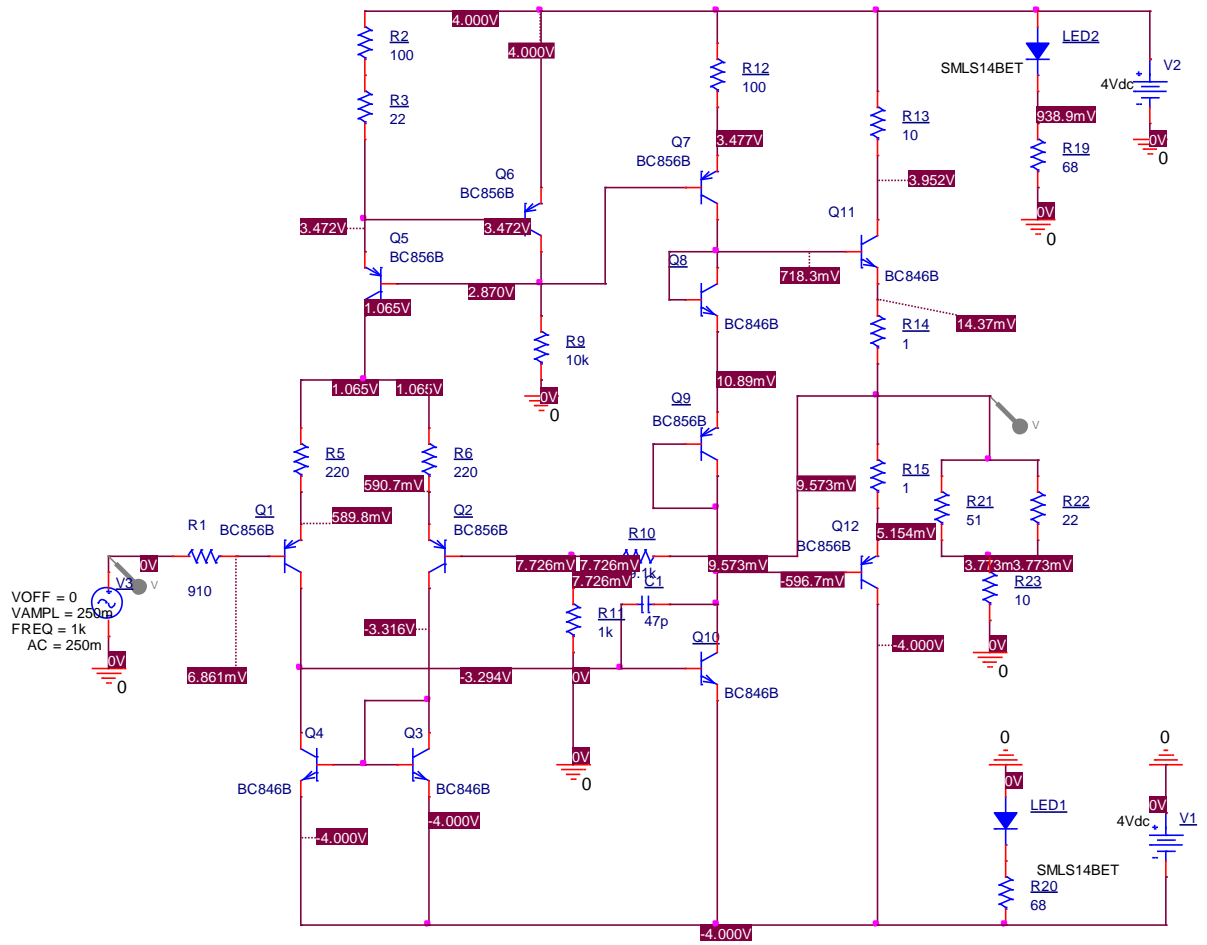 4.000V
R2
100
4.000V
R12
100
LED2
SMLS14BET
V2
4Vdc
R3
22
938.9mV
R13
10
0V
0
3.477V
Q7
BC856B
R19
68
Q6
BC856B
3.952V
0V
0
3.472V
3.472V
Q11
Q5
BC856B
Q8
718.3mV
BC846B
2.870V
1.065V
14.37mV
BC846B
R14
1
R9
10k
1.065V
1.065V
10.89mV
0V
0
Q9
BC856B
V
R5
220
R6
220
R15
1
590.7mV
9.573mV
R21
51
R22
22
Q1
BC856B
589.8mV
Q2
BC856B
5.154mV
Q12
BC856B
R1
910
R10
0V
7.726mV
7.726mV
9.573mV
3.773m
3.773mV
V
V3
7.726mV
9.1k
-596.7mV
R23
10
C1
47p
VOFF = 0
VAMPL = 250m
FREQ = 1k
AC = 250m
R11
1k
-3.316V
Q10
-4.000V
0V
0
0V
0
6.861mV
-3.294V
0V
BC846B
Q4
Q3
0
0
0V
0V
0
BC846B
BC846B
0V
LED1
4Vdc
V1
-4.000V
-4.000V
SMLS14BET
R20
68
-4.000V